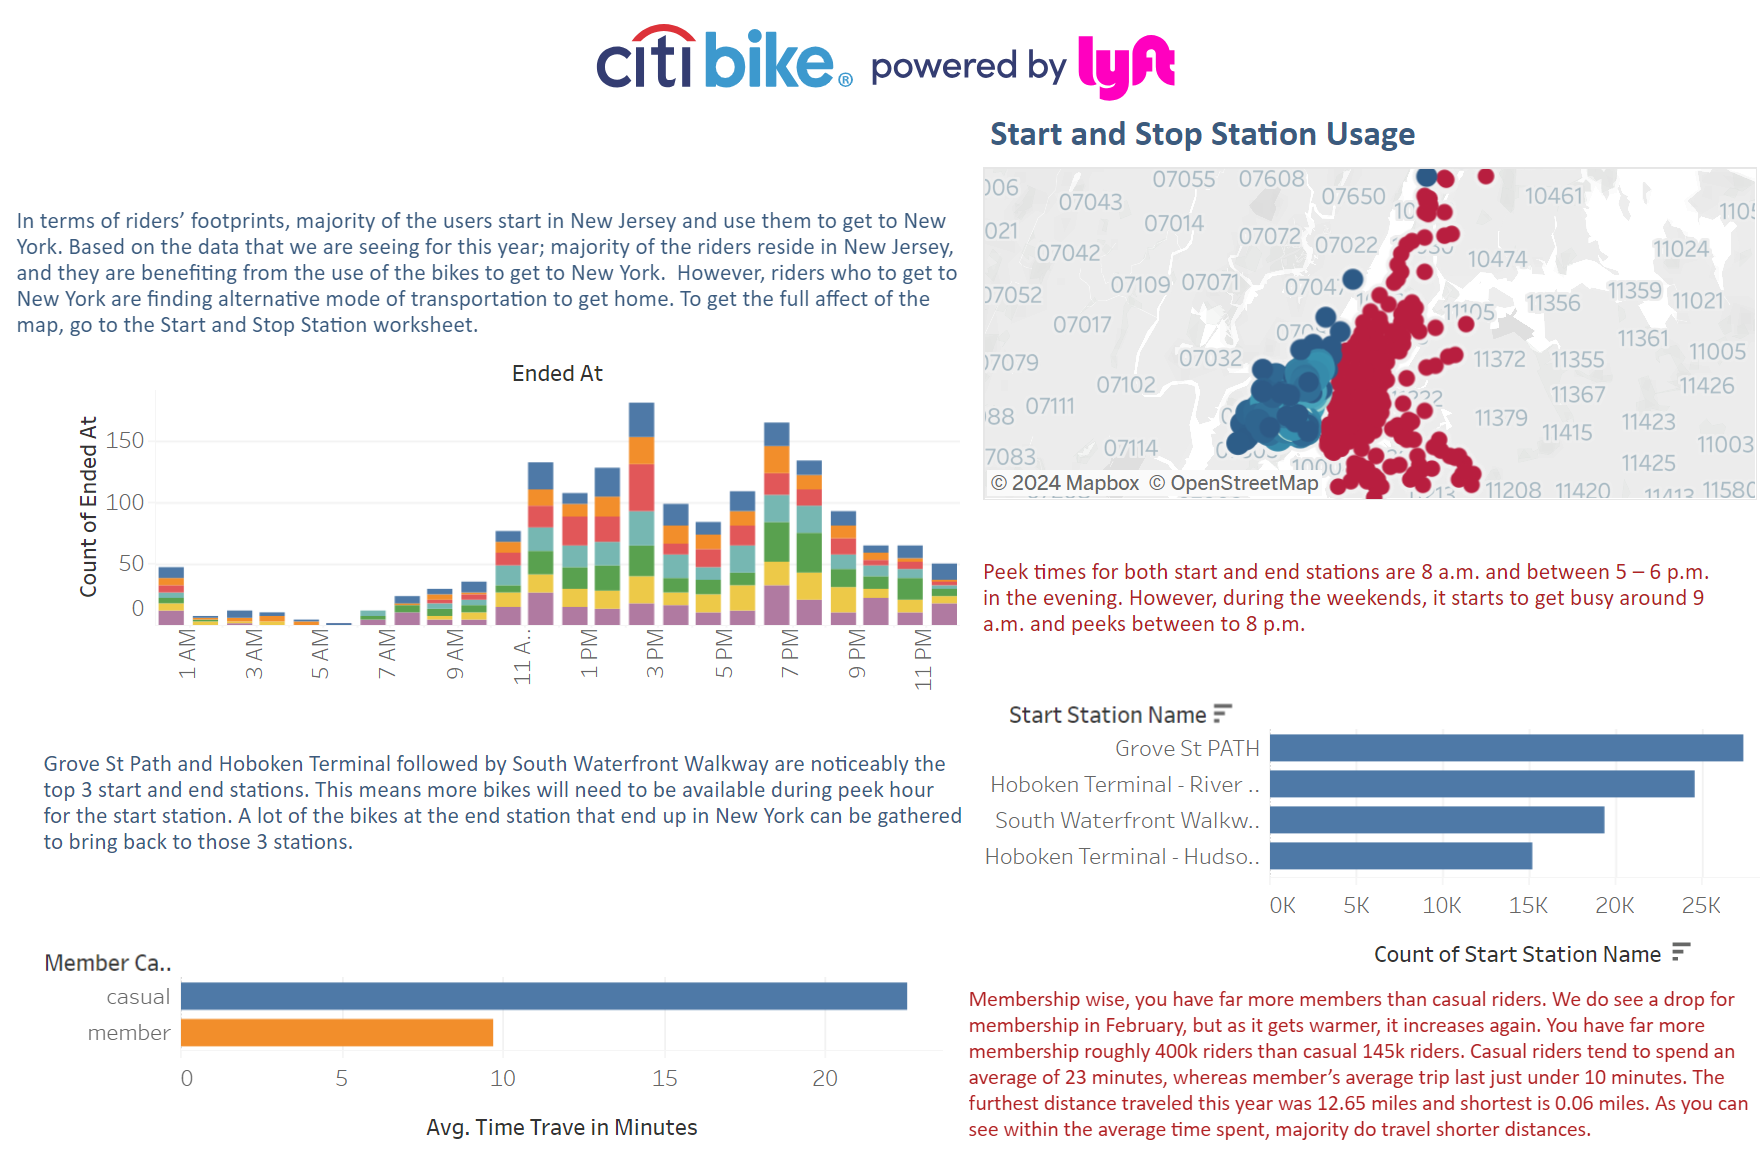 citi bike® powered by lyft
Start and Stop Station Usage
In terms of riders’ footprints, majority of the users start in New Jersey and use them to get to New
York. Based on the data that we are seeing for this year; majority of the riders reside in New Jersey,
and they are benefiting from the use of the bikes to get to New York.  However, riders who to get to
New York are finding alternative mode of transportation to get home. To get the full affect of the
map, go to the Start and Stop Station worksheet.
006 07055 07608
07043 07650 10461
07014 1105
021 07072
07042 07022 11024
10474
07109 07071 11359
07052 11356 11021
07017 11105
11361
07079 07032 11372 11355 11005
07102 11426
07111 11367
088 11379 11423
07114 11415 11003
7083 11425
11208 11420 11580
© 2024 Mapbox © OpenStreetMap
Ended At
Count of Ended At
150
100
50
0
1 AM 3 AM 5 AM 7 AM 9 AM 11 A.. 1 PM 3 PM 5 PM 7 PM 9 PM 11 PM
Peek times for both start and end stations are 8 a.m. and between 5 – 6 p.m.
in the evening. However, during the weekends, it starts to get busy around 9
a.m. and peeks between to 8 p.m.
Grove St Path and Hoboken Terminal followed by South Waterfront Walkway are noticeably the
top 3 start and end stations. This means more bikes will need to be available during peek hour
for the start station. A lot of the bikes at the end station that end up in New York can be gathered
to bring back to those 3 stations.
Start Station Name
Grove St PATH
Hoboken Terminal - River ..
South Waterfront Walkw..
Hoboken Terminal - Hudso..
0K 5K 10K 15K 20K 25K
Count of Start Station Name
Member Ca..
casual
member
0 5 10 15 20
Avg. Time Trave in Minutes
Membership wise, you have far more members than casual riders. We do see a drop for
membership in February, but as it gets warmer, it increases again. You have far more
membership roughly 400k riders than casual 145k riders. Casual riders tend to spend an
average of 23 minutes, whereas member’s average trip last just under 10 minutes. The
furthest distance traveled this year was 12.65 miles and shortest is 0.06 miles. As you can
see within the average time spent, majority do travel shorter distances.